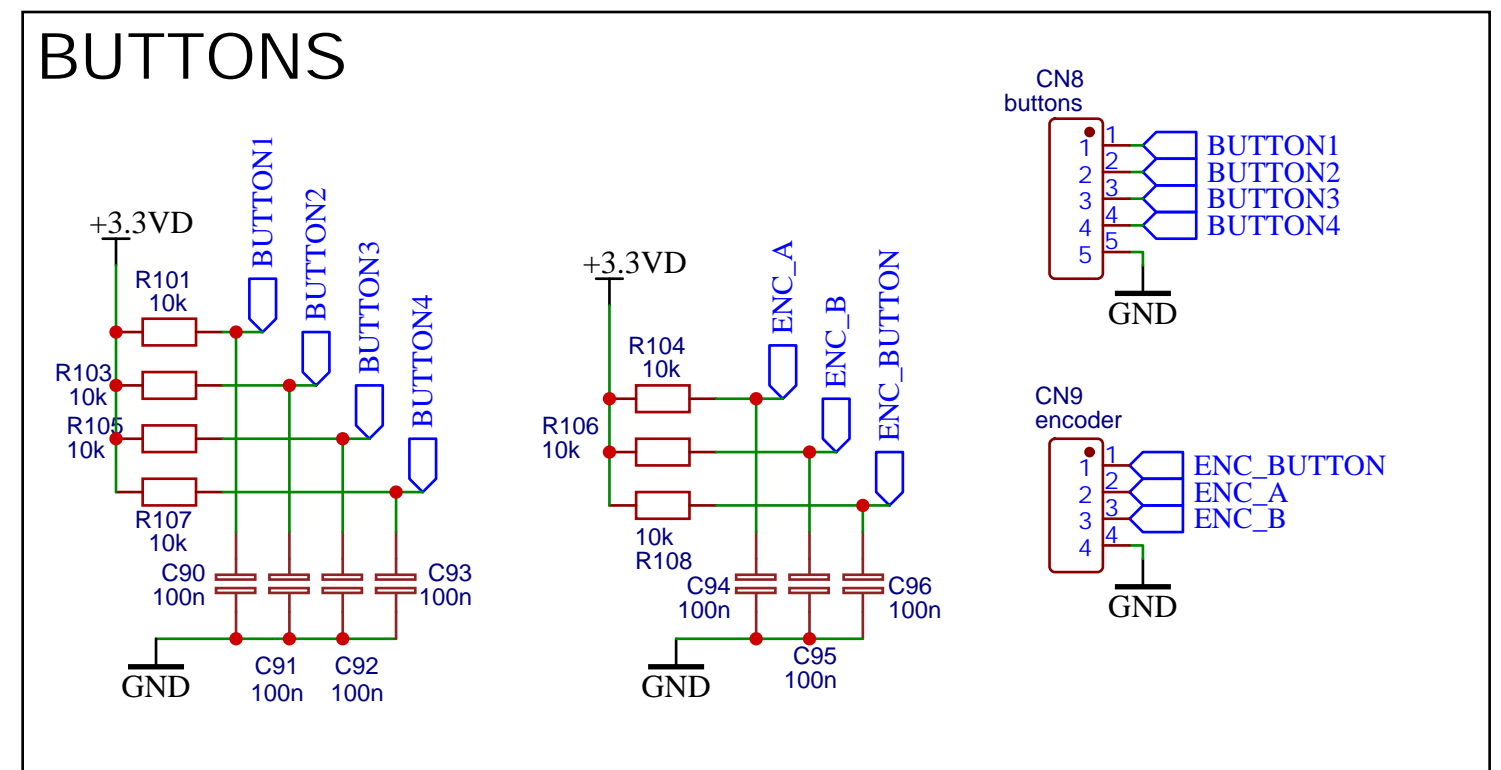 BUTTONS
+3.3VD
R101
10k
R103
10k
R105
10k
R107
10k
BUTTON1
BUTTON2
BUTTON3
BUTTON4
C90
100n
C91
100n
C92
100n
C93
100n
GND
+3.3VD
R104
10k
R106
10k
10k
R108
ENC_A
ENC_B
ENC_BUTTON
C94
100n
C95
100n
C96
100n
GND
CN8
buttons
1 1 BUTTON1
2 2 BUTTON2
3 3 BUTTON3
4 4 BUTTON4
5 5
GND
CN9
encoder
1 1 ENC_BUTTON
2 2 ENC_A
3 3 ENC_B
4 4
GND